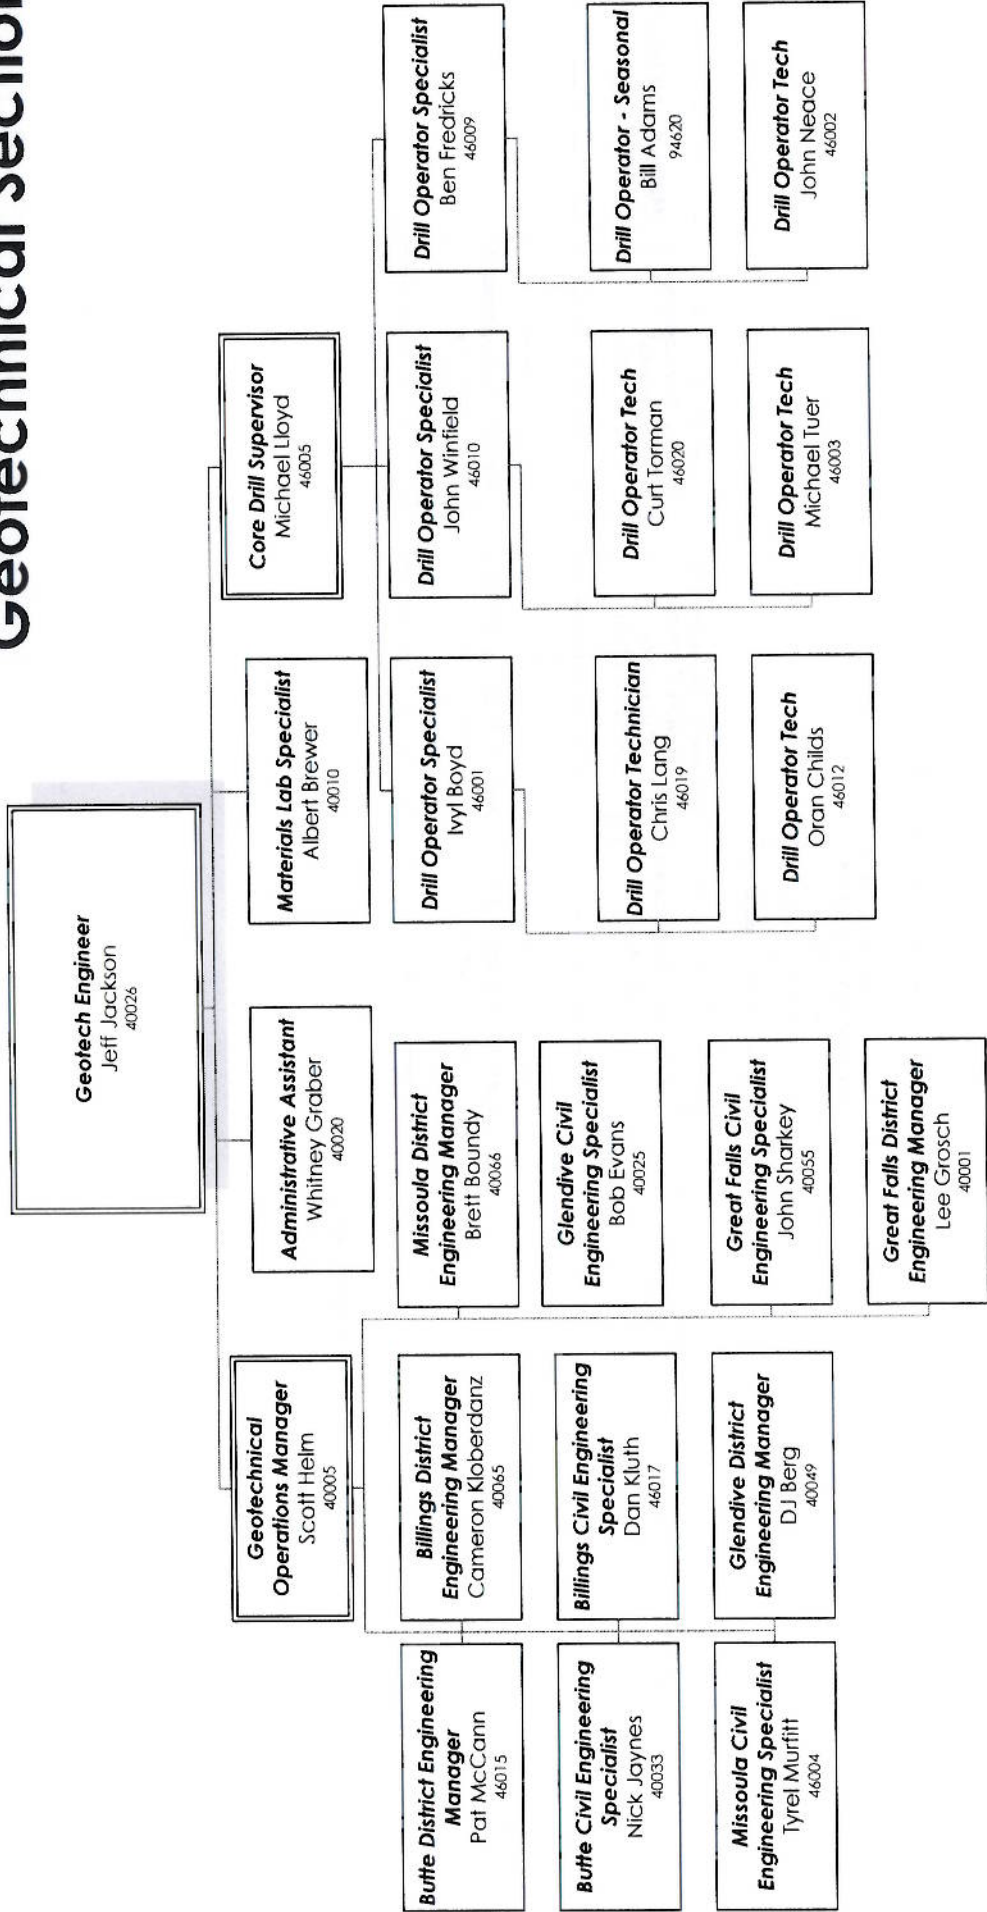 Geotechnical Section
Geotech Engineer
Jeff Jackson
40026
Geotechnical
Operations Manager
Scott Helm
40005
Administrative Assistant
Whitney Graber
40020
Materials Lab Specialist
Albert Brewer
40010
Core Drill Supervisor
Michael Lloyd
46005
Butte District Engineering
Manager
Pat McCann
46015
Billings District
Engineering Manager
Cameron Kloberdanz
40065
Missoula District
Engineering Manager
Brett Boundy
40066
Drill Operator Specialist
Ivyl Boyd
46001
Drill Operator Specialist
John Winfield
46010
Drill Operator Specialist
Ben Fredricks
46009
Butte Civil Engineering
Specialist
Nick Jaynes
40033
Billings Civil Engineering
Specialist
Dan Kluth
46017
Glendive Civil
Engineering Specialist
Bob Evans
40025
Drill Operator Technician
Chris Lang
46019
Drill Operator Tech
Curt Torman
46020
Drill Operator - Seasonal
Bill Adams
94620
Missoula Civil
Engineering Specialist
Tyrel Murfitt
46004
Glendive District
Engineering Manager
DJ Berg
40049
Great Falls Civil
Engineering Specialist
John Sharkey
40055
Drill Operator Tech
Oran Childs
46012
Drill Operator Tech
Michael Tuer
46003
Drill Operator Tech
John Neace
46002
Great Falls District
Engineering Manager
Lee Grosch
40001